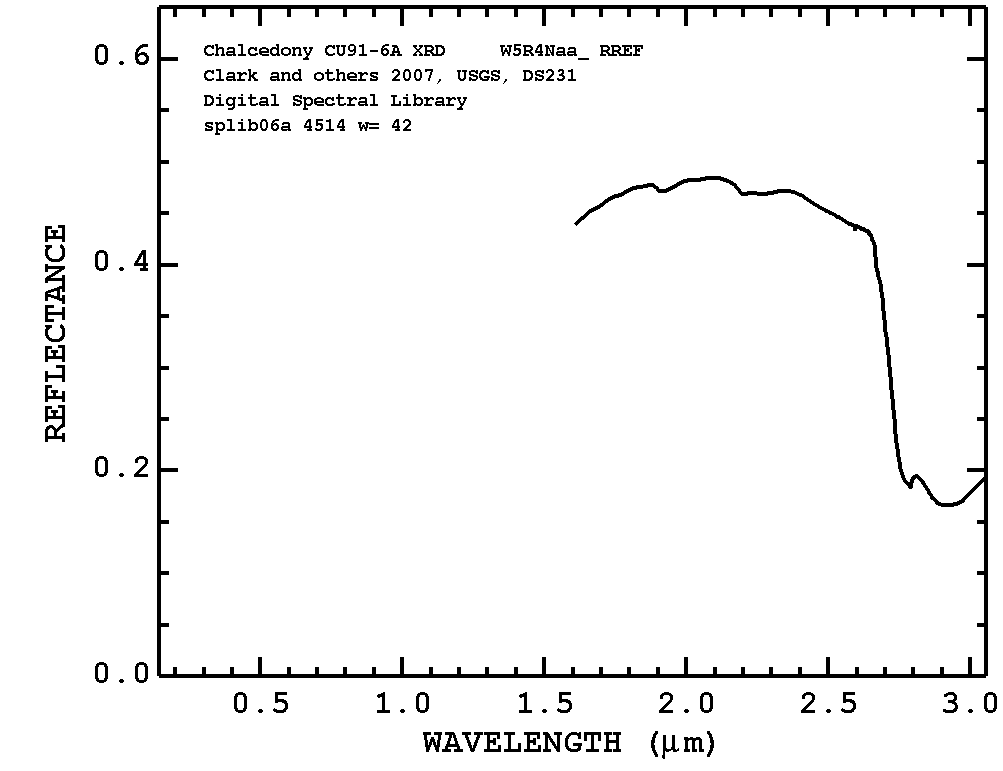 Chalcedony CU91-6A XRD W5R4Naa_ RREF
Clark and others 2007, USGS, DS231
Digital Spectral Library
splib06a 4514 w= 42
0.6
0.4
0.2
0.0
REFLECTANCE
0.5 1.0 1.5 2.0 2.5 3.0
WAVELENGTH (μm)